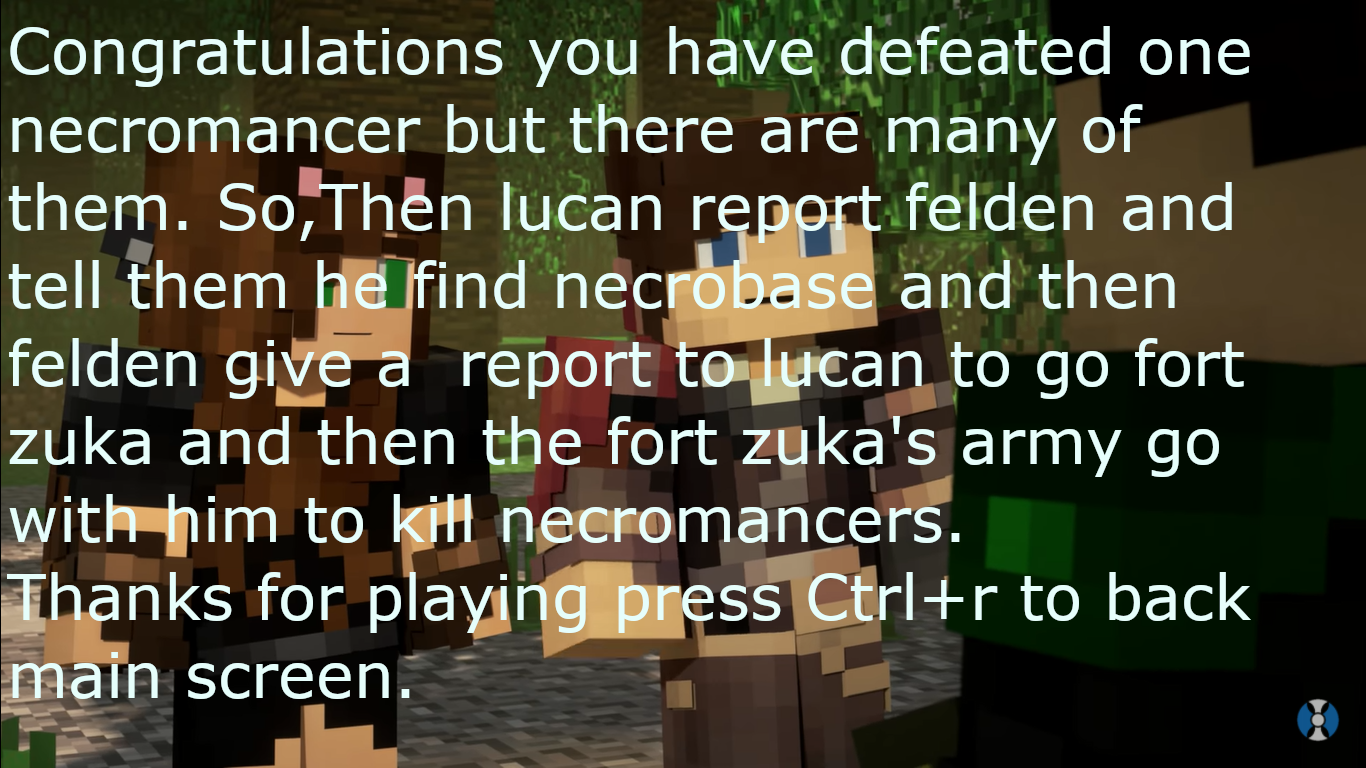 Congratulations you have defeated one
necromancer but there are many of
them. So,Then lucan report felden and
tell them he find necrobase and then
felden give a  report to lucan to go fort
zuka and then the fort zuka's army go
with him to kill necromancers.
Thanks for playing press Ctrl+r to back
main screen.